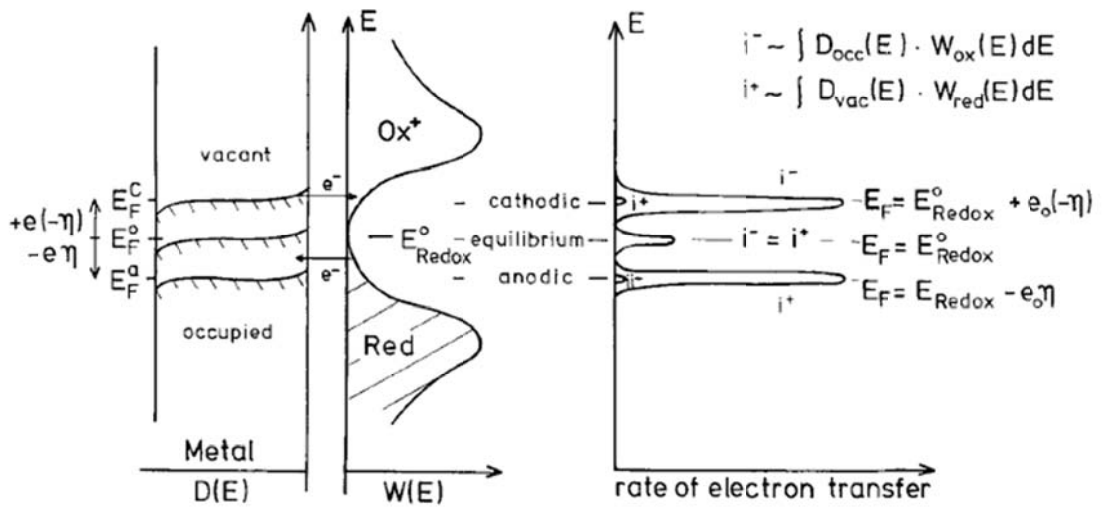 E
E
i⁻ ~ ∫ D_occ(E) · W_ox(E) dE
i⁺ ~ ∫ D_vac(E) · W_red(E) dE
Ox⁺
vacant
e⁻
i⁻
E_F^C
cathodic
i⁺
E_F = E°_Redox + e₀(-η)
+e(-η)
E_F^o
E°_Redox
equilibrium
i⁻ = i⁺
E_F = E°_Redox
-eη
E_F^a
e⁻
anodic
i⁻
E_F = E_Redox - e₀η
i⁺
occupied
Red
Metal
D(E)
W(E)
rate of electron transfer